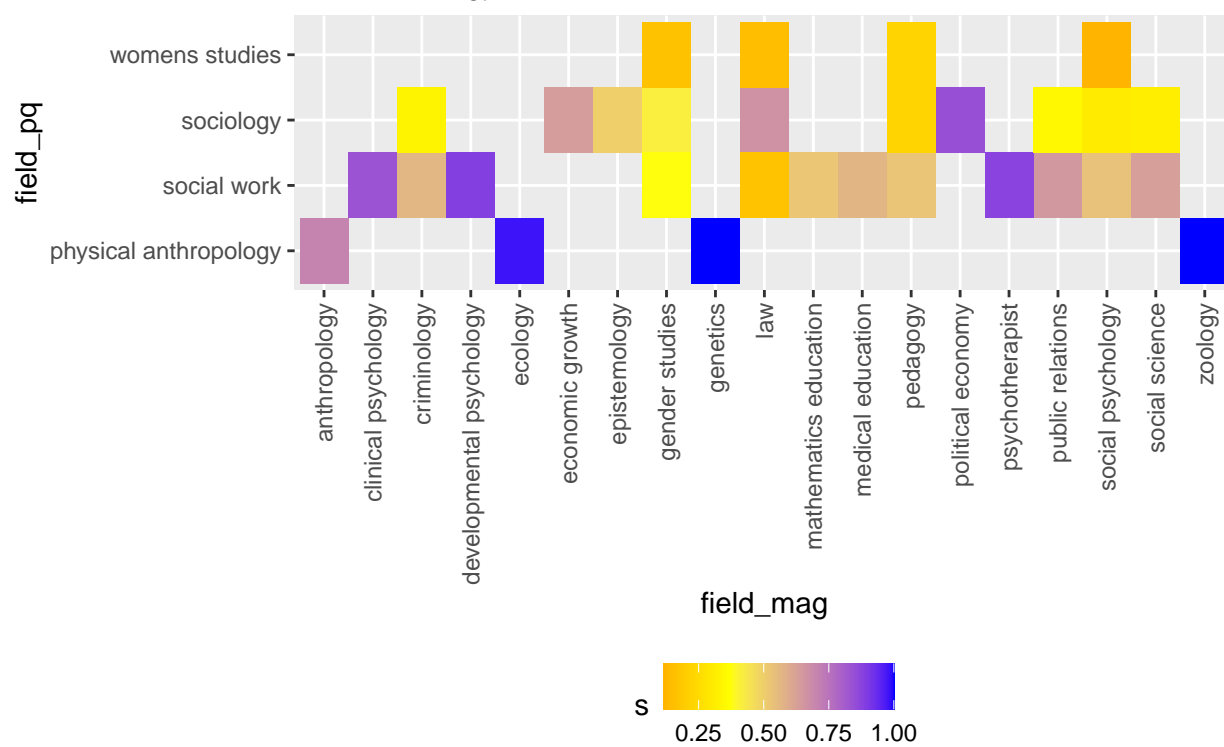 womens studies
sociology
social work
physical anthropology
field_pq
anthropology
clinical psychology
criminology
developmental psychology
ecology
economic growth
epistemology
gender studies
genetics
law
mathematics education
medical education
pedagogy
political economy
psychotherapist
public relations
social psychology
social science
zoology
field_mag
s
0.25 0.50 0.75 1.00